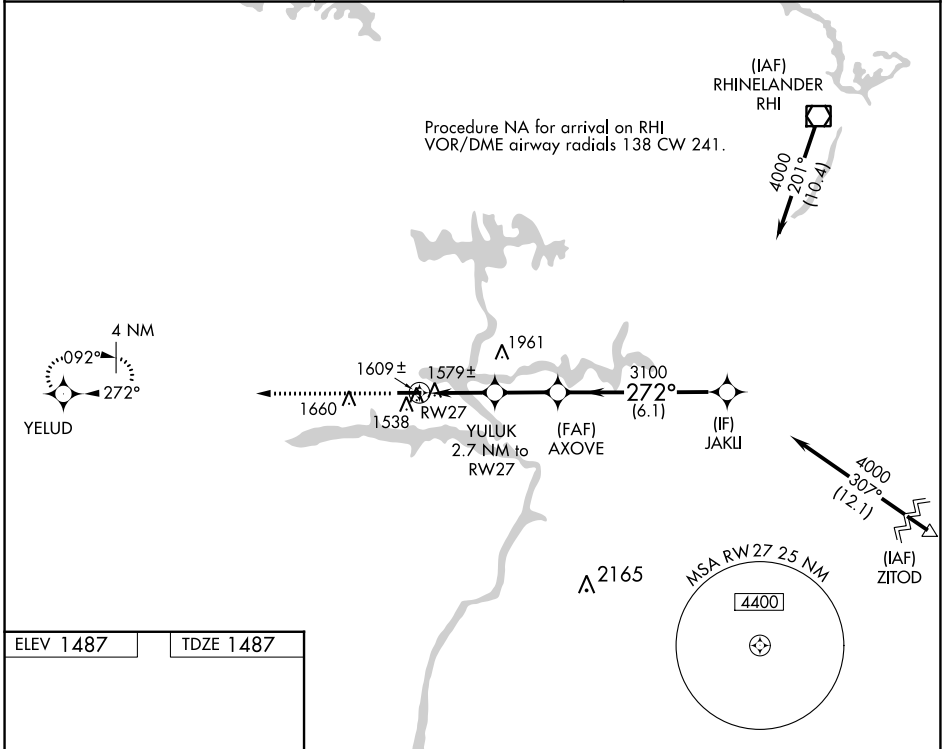 (IAF)
RHINELANDER
RHI
Procedure NA for arrival on RHI
VOR/DME airway radials 138 CW 241.
4000
201°
(10.4)
4 NM
092°
272°
YELUD
1961
1609±
1579±
1660
1538
RW27
YULUK
2.7 NM to
RW27
(FAF)
AXOVE
3100
272°
(6.1)
(IF)
JAKLI
4000
307°
(12.1)
(IAF)
ZITOD
2165
MSA RW 27 25 NM
4400
ELEV 1487
TDZE 1487